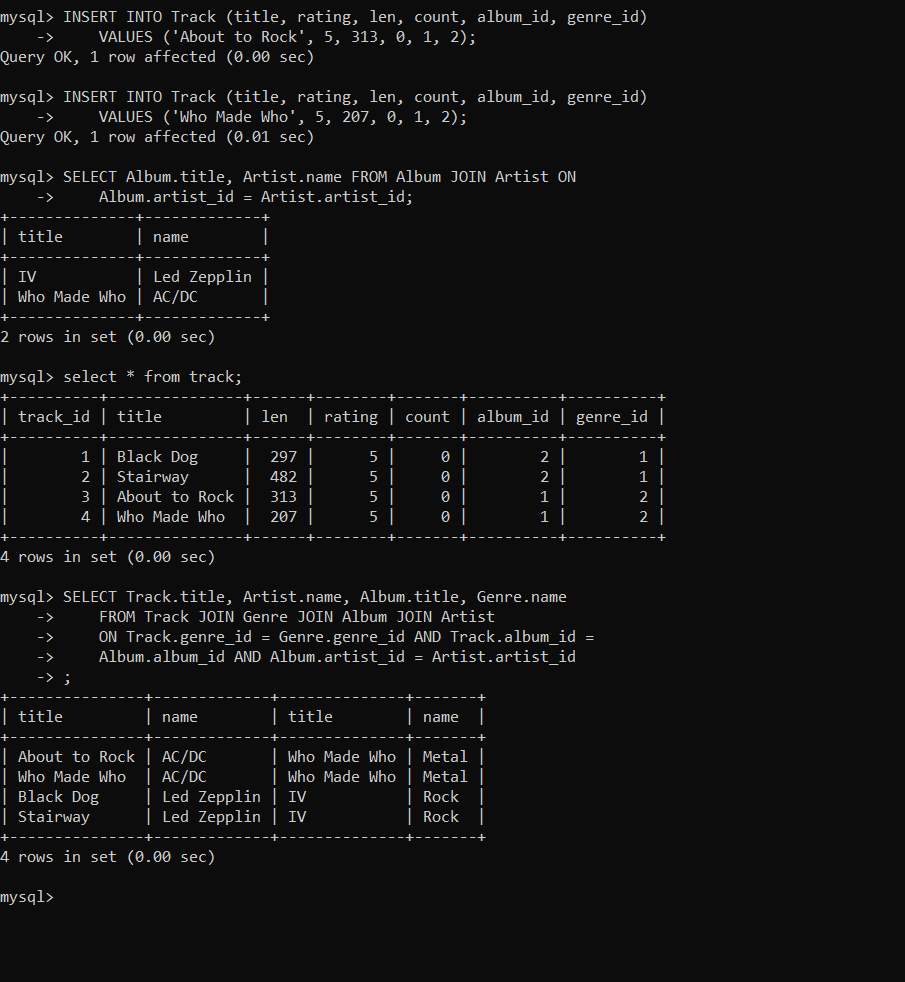 mysql> INSERT INTO Track (title, rating, len, count, album_id, genre_id)
    ->     VALUES ('About to Rock', 5, 313, 0, 1, 2);
Query OK, 1 row affected (0.00 sec)

mysql> INSERT INTO Track (title, rating, len, count, album_id, genre_id)
    ->     VALUES ('Who Made Who', 5, 207, 0, 1, 2);
Query OK, 1 row affected (0.01 sec)

mysql> SELECT Album.title, Artist.name FROM Album JOIN Artist ON
    ->     Album.artist_id = Artist.artist_id;
+--------------+-------------+
| title        | name        |
+--------------+-------------+
| IV           | Led Zepplin |
| Who Made Who | AC/DC       |
+--------------+-------------+
2 rows in set (0.00 sec)

mysql> select * from track;
+----------+---------------+------+--------+-------+----------+----------+
| track_id | title         | len  | rating | count | album_id | genre_id |
+----------+---------------+------+--------+-------+----------+----------+
|        1 | Black Dog     |  297 |      5 |     0 |        2 |        1 |
|        2 | Stairway      |  482 |      5 |     0 |        2 |        1 |
|        3 | About to Rock |  313 |      5 |     0 |        1 |        2 |
|        4 | Who Made Who  |  207 |      5 |     0 |        1 |        2 |
+----------+---------------+------+--------+-------+----------+----------+
4 rows in set (0.00 sec)

mysql> SELECT Track.title, Artist.name, Album.title, Genre.name
    ->     FROM Track JOIN Genre JOIN Album JOIN Artist
    ->     ON Track.genre_id = Genre.genre_id AND Track.album_id =
    ->     Album.album_id AND Album.artist_id = Artist.artist_id
    -> ;
+---------------+-------------+--------------+-------+
| title         | name        | title        | name  |
+---------------+-------------+--------------+-------+
| About to Rock | AC/DC       | Who Made Who | Metal |
| Who Made Who  | AC/DC       | Who Made Who | Metal |
| Black Dog     | Led Zepplin | IV           | Rock  |
| Stairway      | Led Zepplin | IV           | Rock  |
+---------------+-------------+--------------+-------+
4 rows in set (0.00 sec)

mysql>